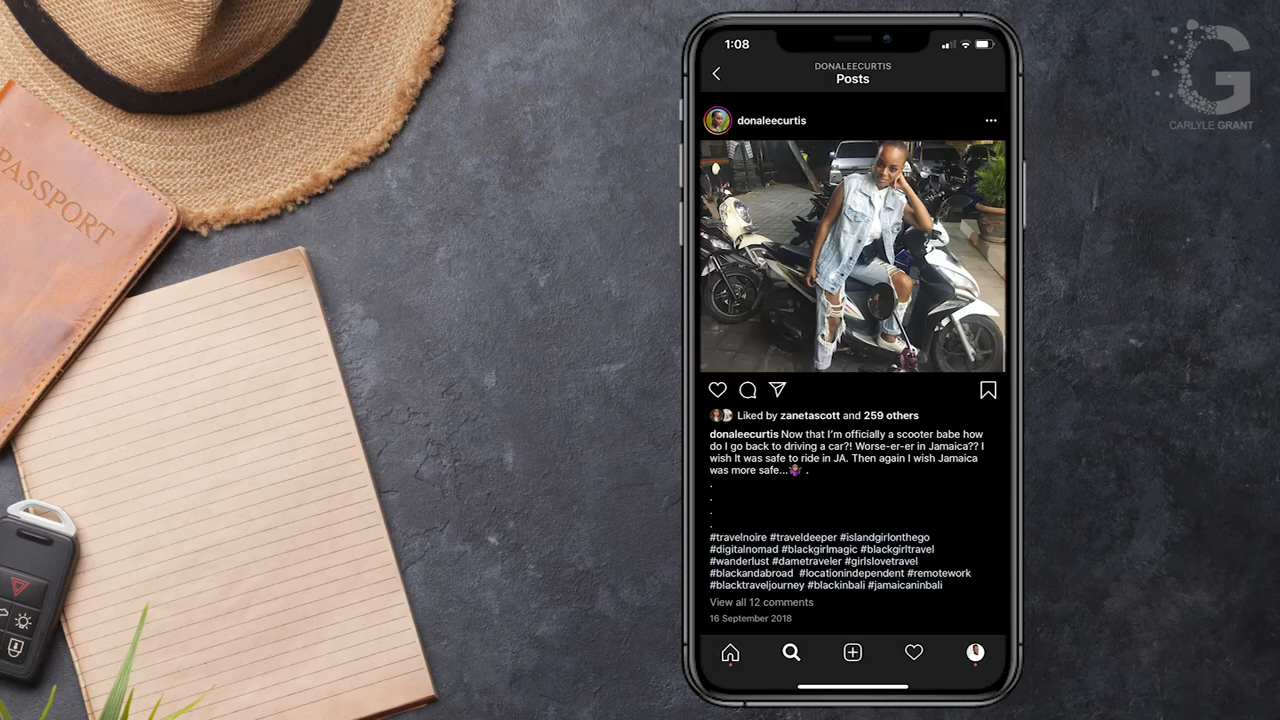 PASSPORT
1:08
DONALEECURTIS
Posts
donaleecurtis
Liked by zanetascott and 259 others
donaleecurtis Now that I'm officially a scooter babe how
do I go back to driving a car?! Worse-er-er in Jamaica?? I
wish It was safe to ride in JA. Then again I wish Jamaica
was more safe...🤷🏾‍♀️ .
.
.
.
.
#travelnoire #traveldeeper #islandgirlonthego
#digitalnomad #blackgirlmagic #blackgirltravel
#wanderlust #dametraveler #girlslovetravel
#blackandabroad #locationindependent #remotework
#blacktraveljourney #blackinbali #jamaicaninbali
View all 12 comments
16 September 2018
G
CARLYLE GRANT